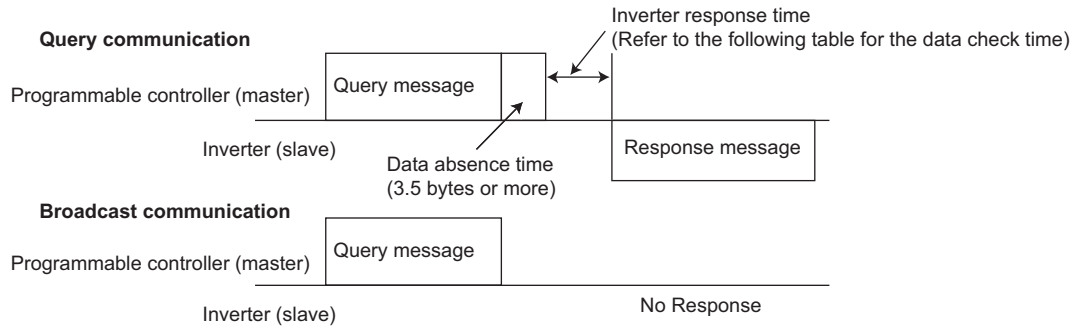 Inverter response time
(Refer to the following table for the data check time)
Query communication
Query message
Programmable controller (master)
Inverter (slave)
Response message
Data absence time
(3.5 bytes or more)
Broadcast communication
Query message
Programmable controller (master)
No Response
Inverter (slave)